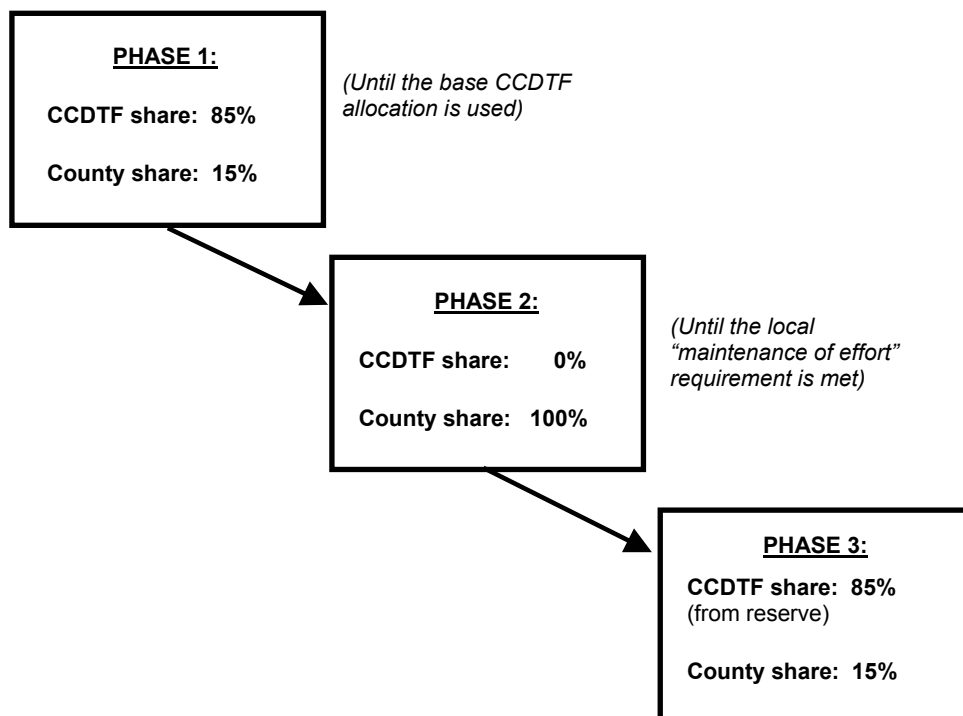 PHASE 1:
CCDTF share: 85%
County share: 15%
(Until the base CCDTF
allocation is used)
PHASE 2:
CCDTF share: 0%
County share: 100%
(Until the local
“maintenance of effort”
requirement is met)
PHASE 3:
CCDTF share: 85%
(from reserve)
County share: 15%